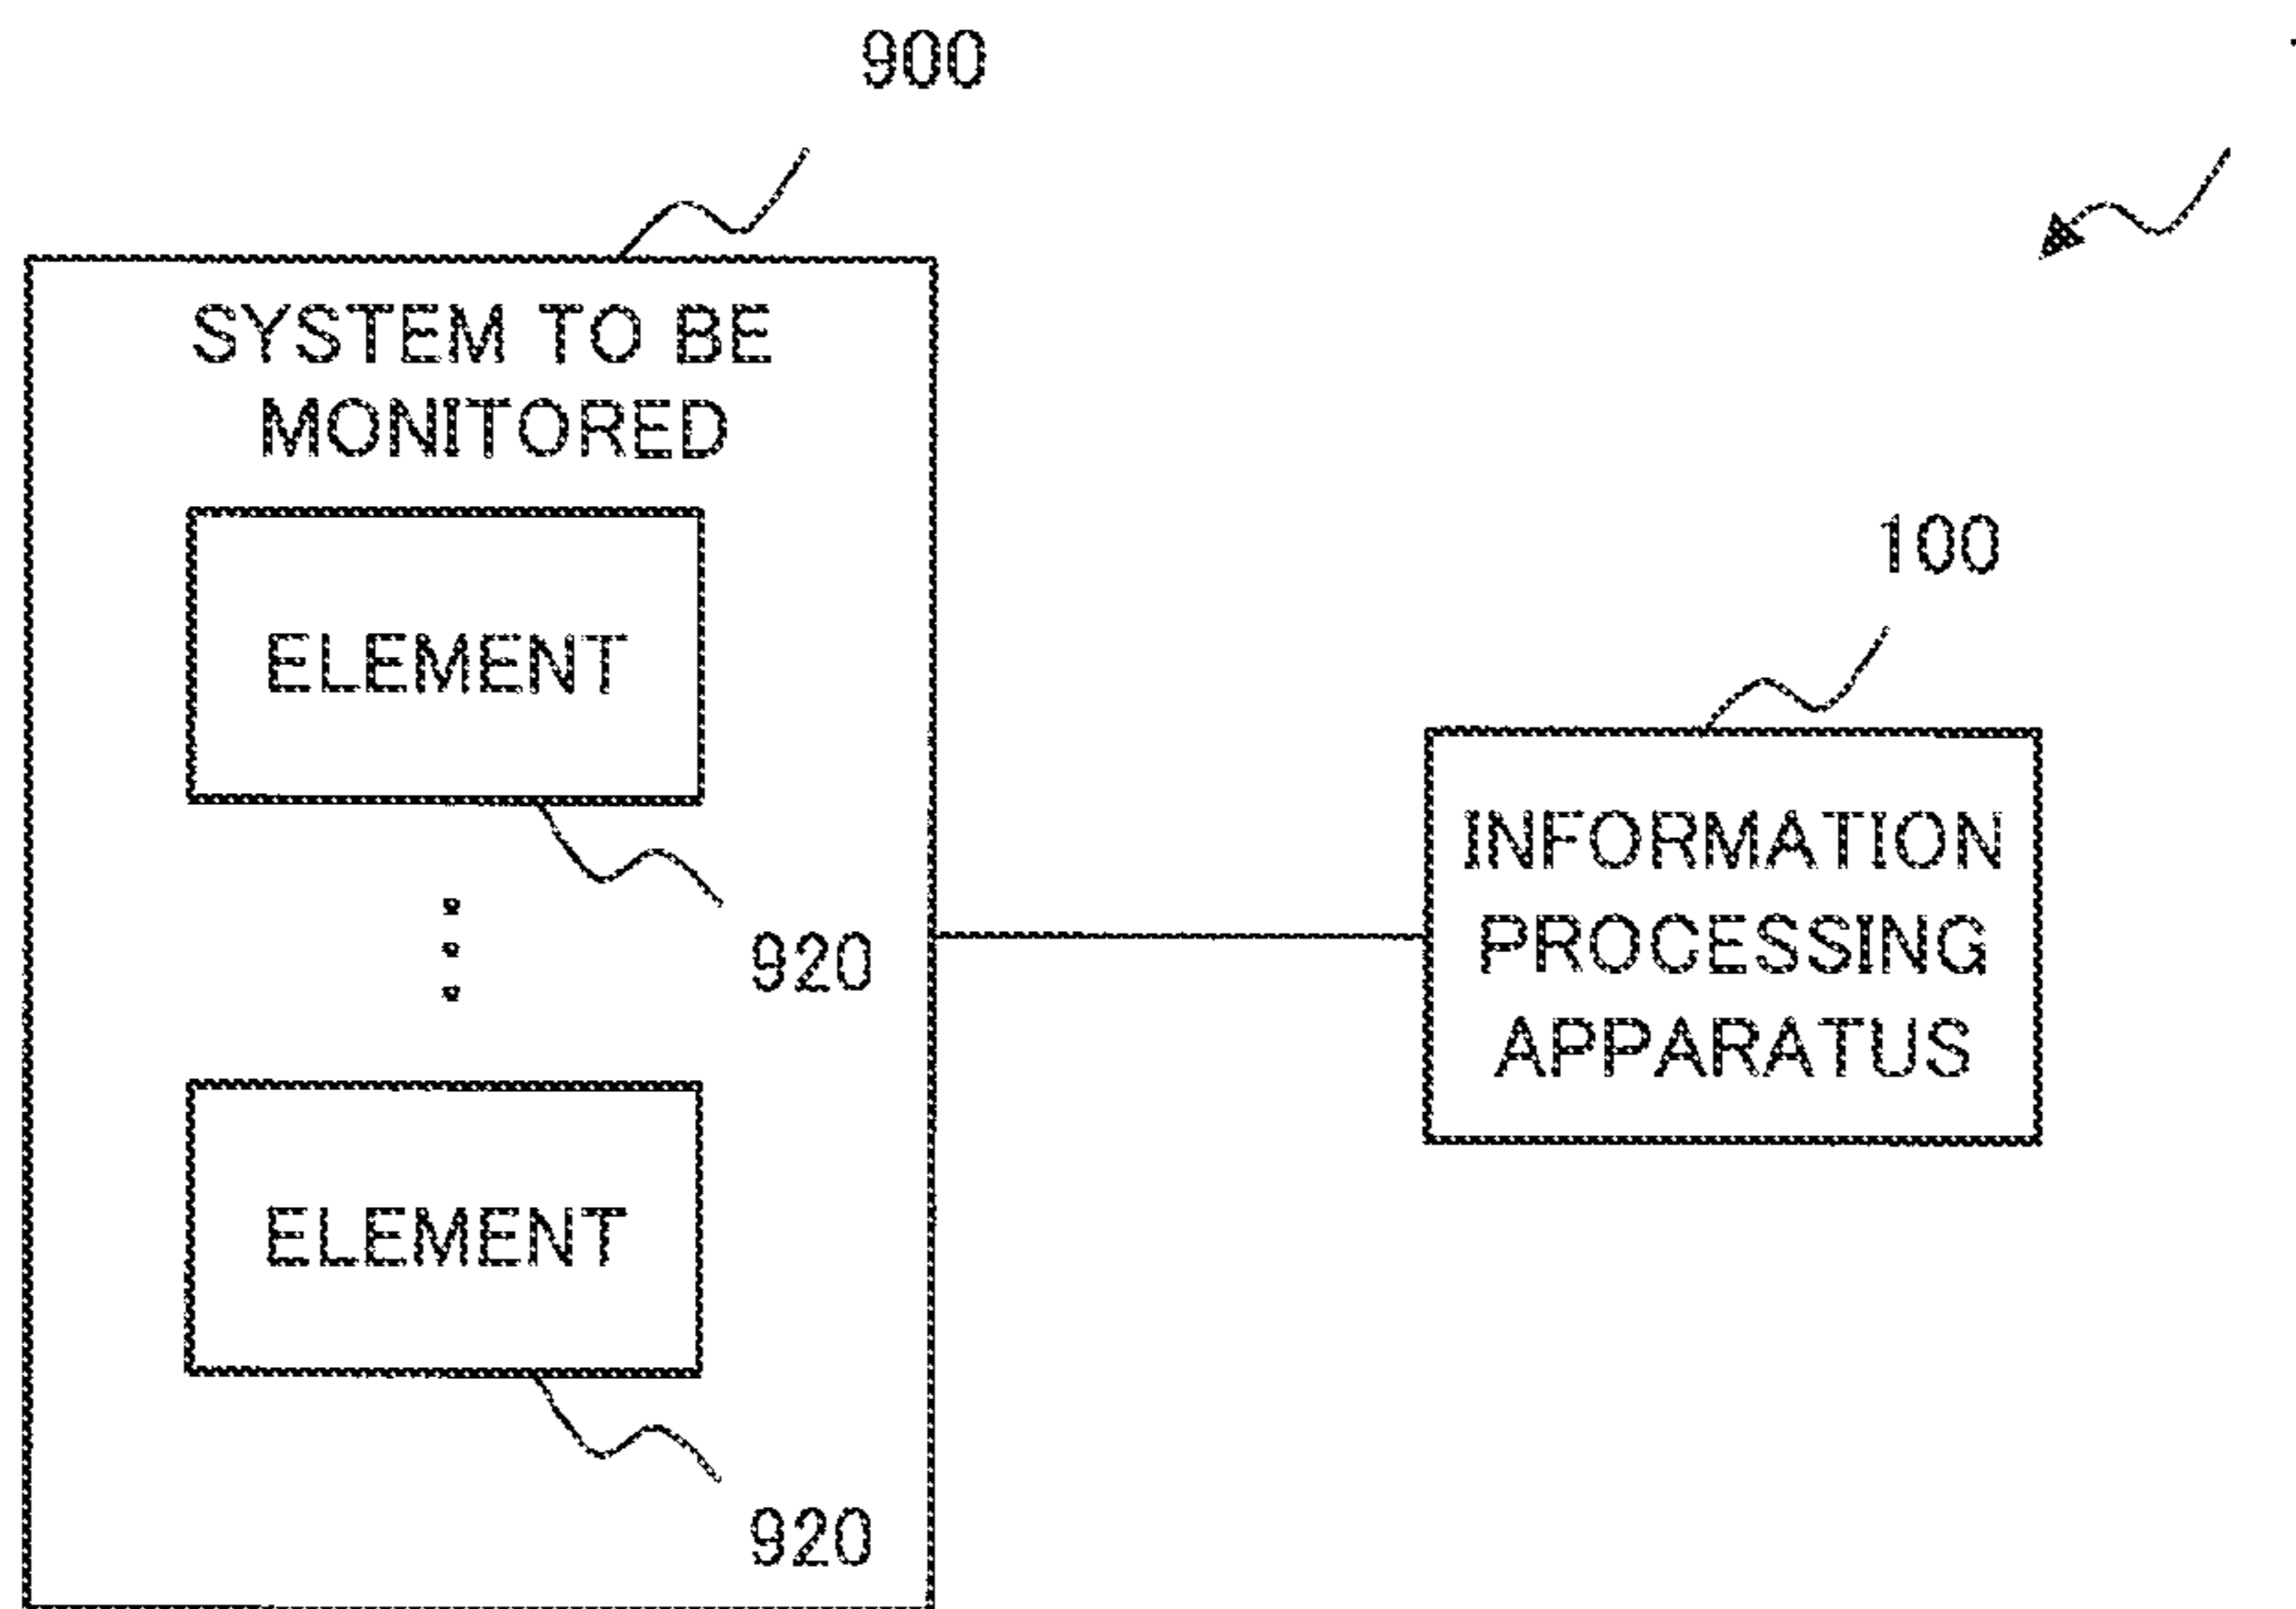 900
SYSTEM TO BE
MONITORED
ELEMENT
920
ELEMENT
920
100
INFORMATION
PROCESSING
APPARATUS